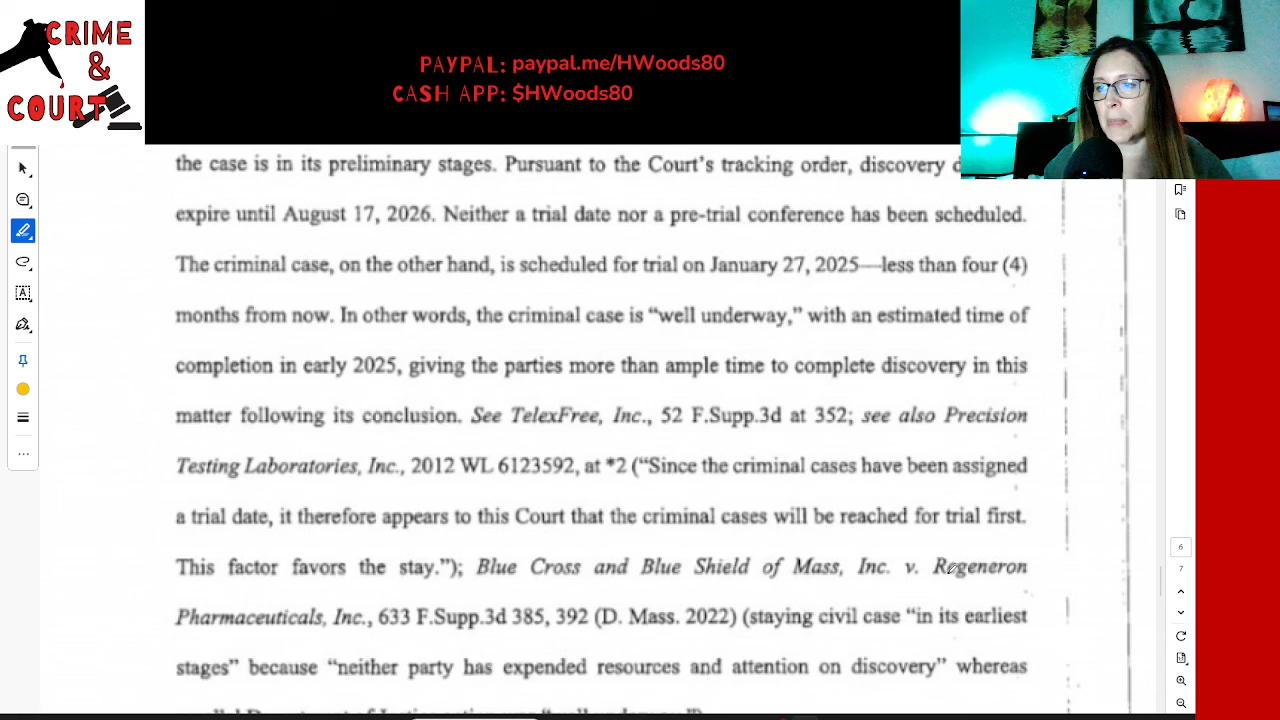 CRIME
&
COURT
PAYPAL: paypal.me/HWoods80
CASH APP: $HWoods80
the case is in its preliminary stages. Pursuant to the Court's tracking order, discovery
expire until August 17, 2026. Neither a trial date nor a pre-trial conference has been scheduled.
The criminal case, on the other hand, is scheduled for trial on January 27, 2025—less than four (4)
months from now. In other words, the criminal case is "well underway," with an estimated time of
completion in early 2025, giving the parties more than ample time to complete discovery in this
matter following its conclusion. See TelexFree, Inc., 52 F.Supp.3d at 352; see also Precision
Testing Laboratories, Inc., 2012 WL 6123592, at *2 ("Since the criminal cases have been assigned
a trial date, it therefore appears to this Court that the criminal cases will be reached for trial first.
This factor favors the stay."); Blue Cross and Blue Shield of Mass, Inc. v. Regeneron
Pharmaceuticals, Inc., 633 F.Supp.3d 385, 392 (D. Mass. 2022) (staying civil case "in its earliest
stages" because "neither party has expended resources and attention on discovery" whereas
6
7